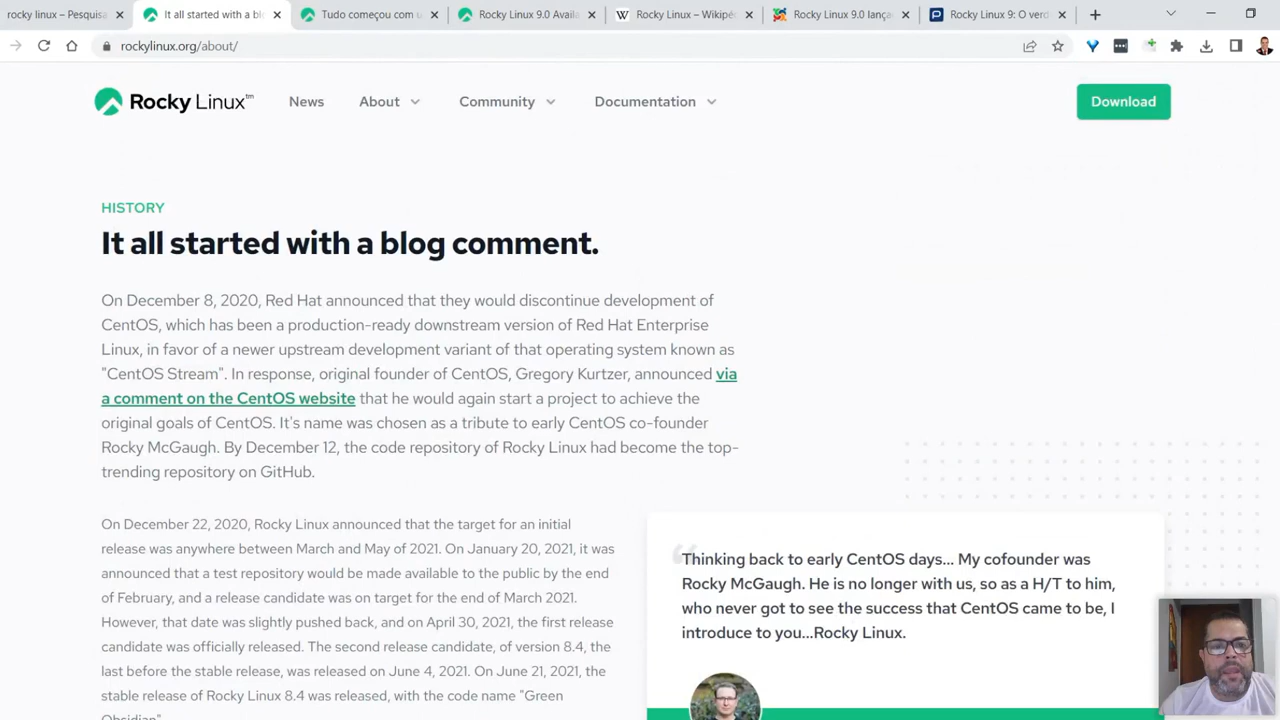 rocky linux – Pesquisa
It all started with a blo
Tudo começou com u
Rocky Linux 9.0 Avail
Rocky Linux – Wikipé
Rocky Linux 9.0 lança
Rocky Linux 9: O verd
rockylinux.org/about/
Rocky Linux™
News
About
Community
Documentation
Download
HISTORY
It all started with a blog comment.
On December 8, 2020, Red Hat announced that they would discontinue development of
CentOS, which has been a production-ready downstream version of Red Hat Enterprise
Linux, in favor of a newer upstream development variant of that operating system known as
"CentOS Stream". In response, original founder of CentOS, Gregory Kurtzer, announced via
a comment on the CentOS website that he would again start a project to achieve the
original goals of CentOS. It's name was chosen as a tribute to early CentOS co-founder
Rocky McGaugh. By December 12, the code repository of Rocky Linux had become the top-
trending repository on GitHub.
On December 22, 2020, Rocky Linux announced that the target for an initial
release was anywhere between March and May of 2021. On January 20, 2021, it was
announced that a test repository would be made available to the public by the end
of February, and a release candidate was on target for the end of March 2021.
However, that date was slightly pushed back, and on April 30, 2021, the first release
candidate was officially released. The second release candidate, of version 8.4, the
last before the stable release, was released on June 4, 2021. On June 21, 2021, the
stable release of Rocky Linux 8.4 was released, with the code name "Green
Obsidian".
“
Thinking back to early CentOS days... My cofounder was
Rocky McGaugh. He is no longer with us, so as a H/T to him,
who never got to see the success that CentOS came to be, I
introduce to you...Rocky Linux.